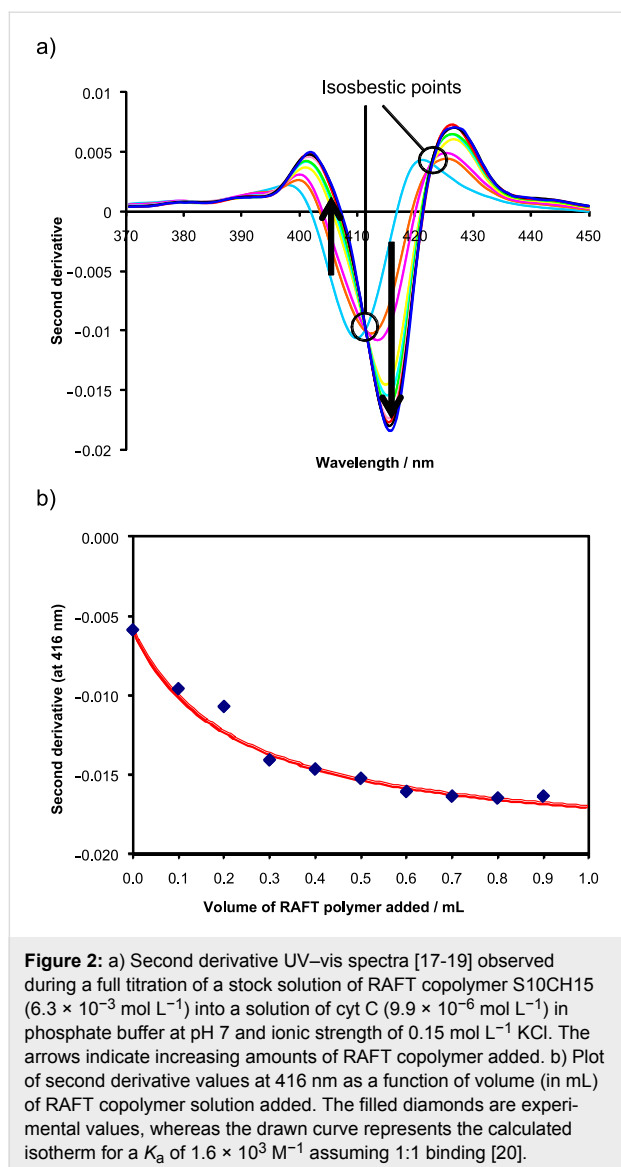 a)
Isosbestic points
0.01
0.005
0
370 380 390 400 410 420 430 440 450
−0.005
−0.01
−0.015
−0.02
Second derivative
Wavelength / nm
b)
0.000
−0.005
−0.010
−0.015
−0.020
Second derivative (at 416 nm)
0.0 0.1 0.2 0.3 0.4 0.5 0.6 0.7 0.8 0.9 1.0
Volume of RAFT polymer added / mL
Figure 2: a) Second derivative UV–vis spectra [17-19] observed
during a full titration of a stock solution of RAFT copolymer S10CH15
(6.3 × 10⁻³ mol L⁻¹) into a solution of cyt C (9.9 × 10⁻⁶ mol L⁻¹) in
phosphate buffer at pH 7 and ionic strength of 0.15 mol L⁻¹ KCl. The
arrows indicate increasing amounts of RAFT copolymer added. b) Plot
of second derivative values at 416 nm as a function of volume (in mL)
of RAFT copolymer solution added. The filled diamonds are experi-
mental values, whereas the drawn curve represents the calculated
isotherm for a Kₐ of 1.6 × 10³ M⁻¹ assuming 1:1 binding [20].